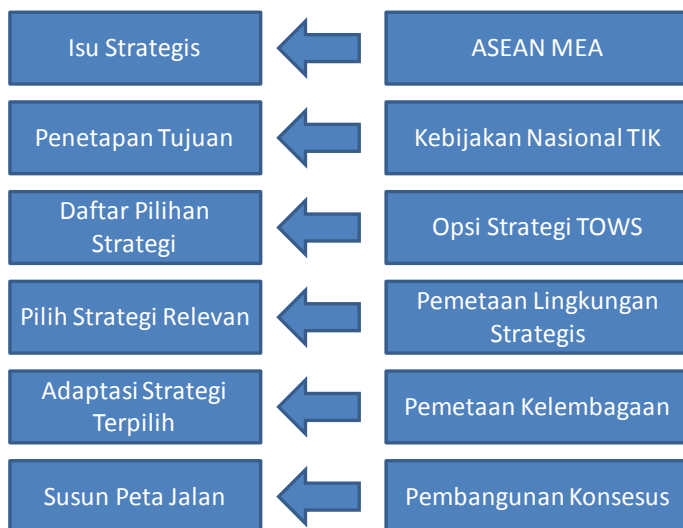 Isu Strategis
ASEAN MEA
Penetapan Tujuan
Kebijakan Nasional TIK
Daftar Pilihan
Strategi
Opsi Strategi TOWS
Pilih Strategi Relevan
Pemetaan Lingkungan
Strategis
Adaptasi Strategi
Terpilih
Pemetaan Kelembagaan
Susun Peta Jalan
Pembangunan Konsesus